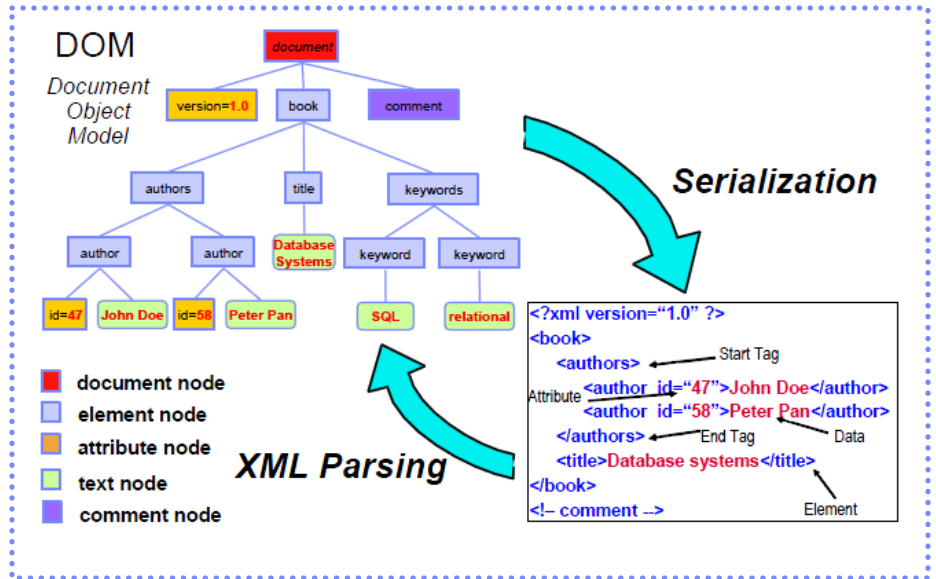 DOM
Document
Object
Model
document
version=1.0
book
comment
authors
title
keywords
author
author
Database
Systems
keyword
keyword
id=47
John Doe
id=58
Peter Pan
SQL
relational
document node
element node
attribute node
text node
comment node
Serialization
XML Parsing
<?xml version=“1.0” ?>
<book>
<authors>
Start Tag
Attribute
<author id=“47”>John Doe</author>
<author id=“58”>Peter Pan</author>
</authors>
End Tag
Data
<title>Database systems</title>
</book>
Element
<!– comment -->